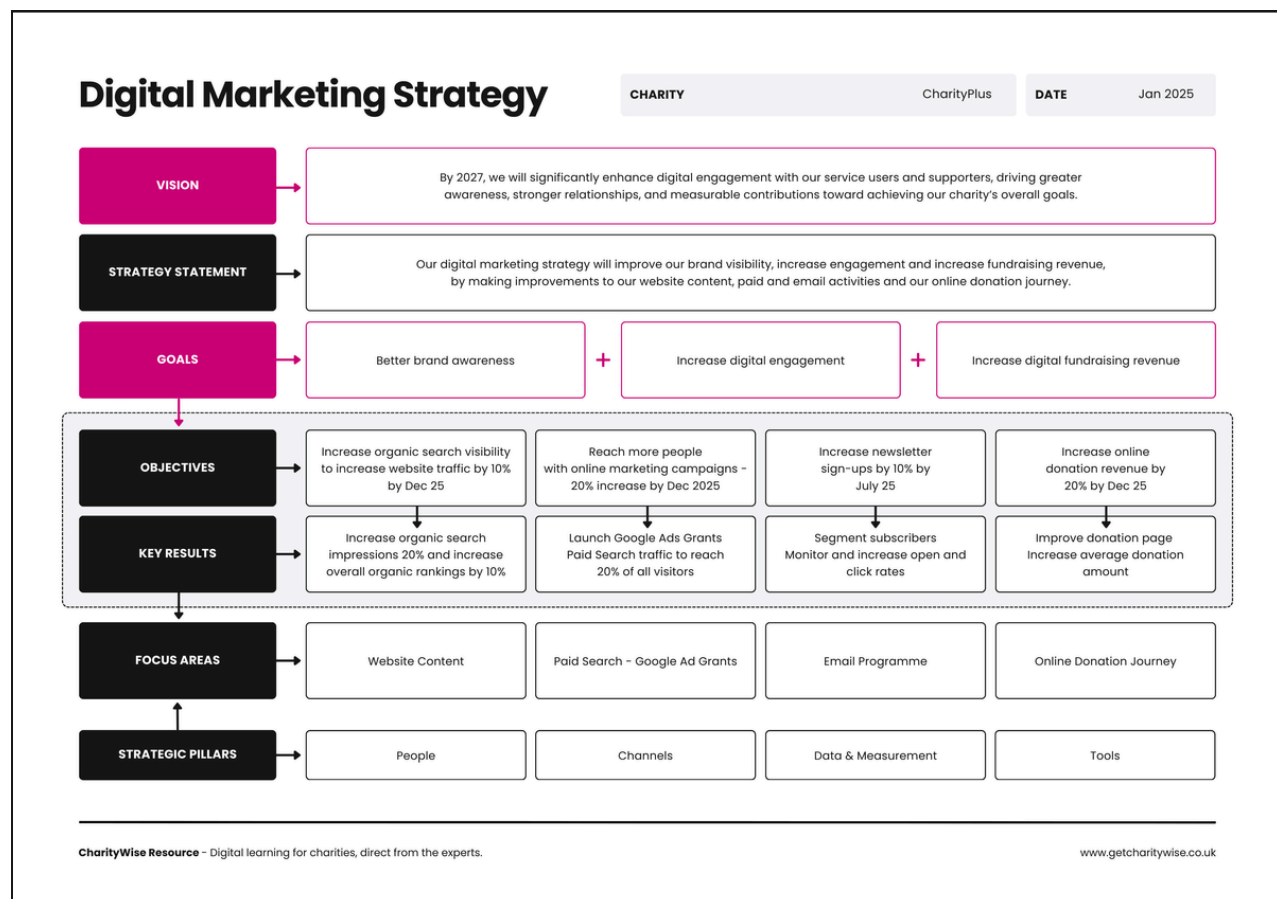 Digital Marketing Strategy
CHARITY CharityPlus
DATE Jan 2025
VISION
By 2027, we will significantly enhance digital engagement with our service users and supporters, driving greater
awareness, stronger relationships, and measurable contributions toward achieving our charity's overall goals.
STRATEGY STATEMENT
Our digital marketing strategy will improve our brand visibility, increase engagement and increase fundraising revenue,
by making improvements to our website content, paid and email activities and our online donation journey.
GOALS
Better brand awareness
+
Increase digital engagement
+
Increase digital fundraising revenue
OBJECTIVES
Increase organic search visibility
to increase website traffic by 10%
by Dec 25
Reach more people
with online marketing campaigns -
20% increase by Dec 2025
Increase newsletter
sign-ups by 10% by
July 25
Increase online
donation revenue by
20% by Dec 25
KEY RESULTS
Increase organic search
impressions 20% and increase
overall organic rankings by 10%
Launch Google Ads Grants
Paid Search traffic to reach
20% of all visitors
Segment subscribers
Monitor and increase open and
click rates
Improve donation page
Increase average donation
amount
FOCUS AREAS
Website Content
Paid Search - Google Ad Grants
Email Programme
Online Donation Journey
STRATEGIC PILLARS
People
Channels
Data & Measurement
Tools
CharityWise Resource - Digital learning for charities, direct from the experts.
www.getcharitywise.co.uk